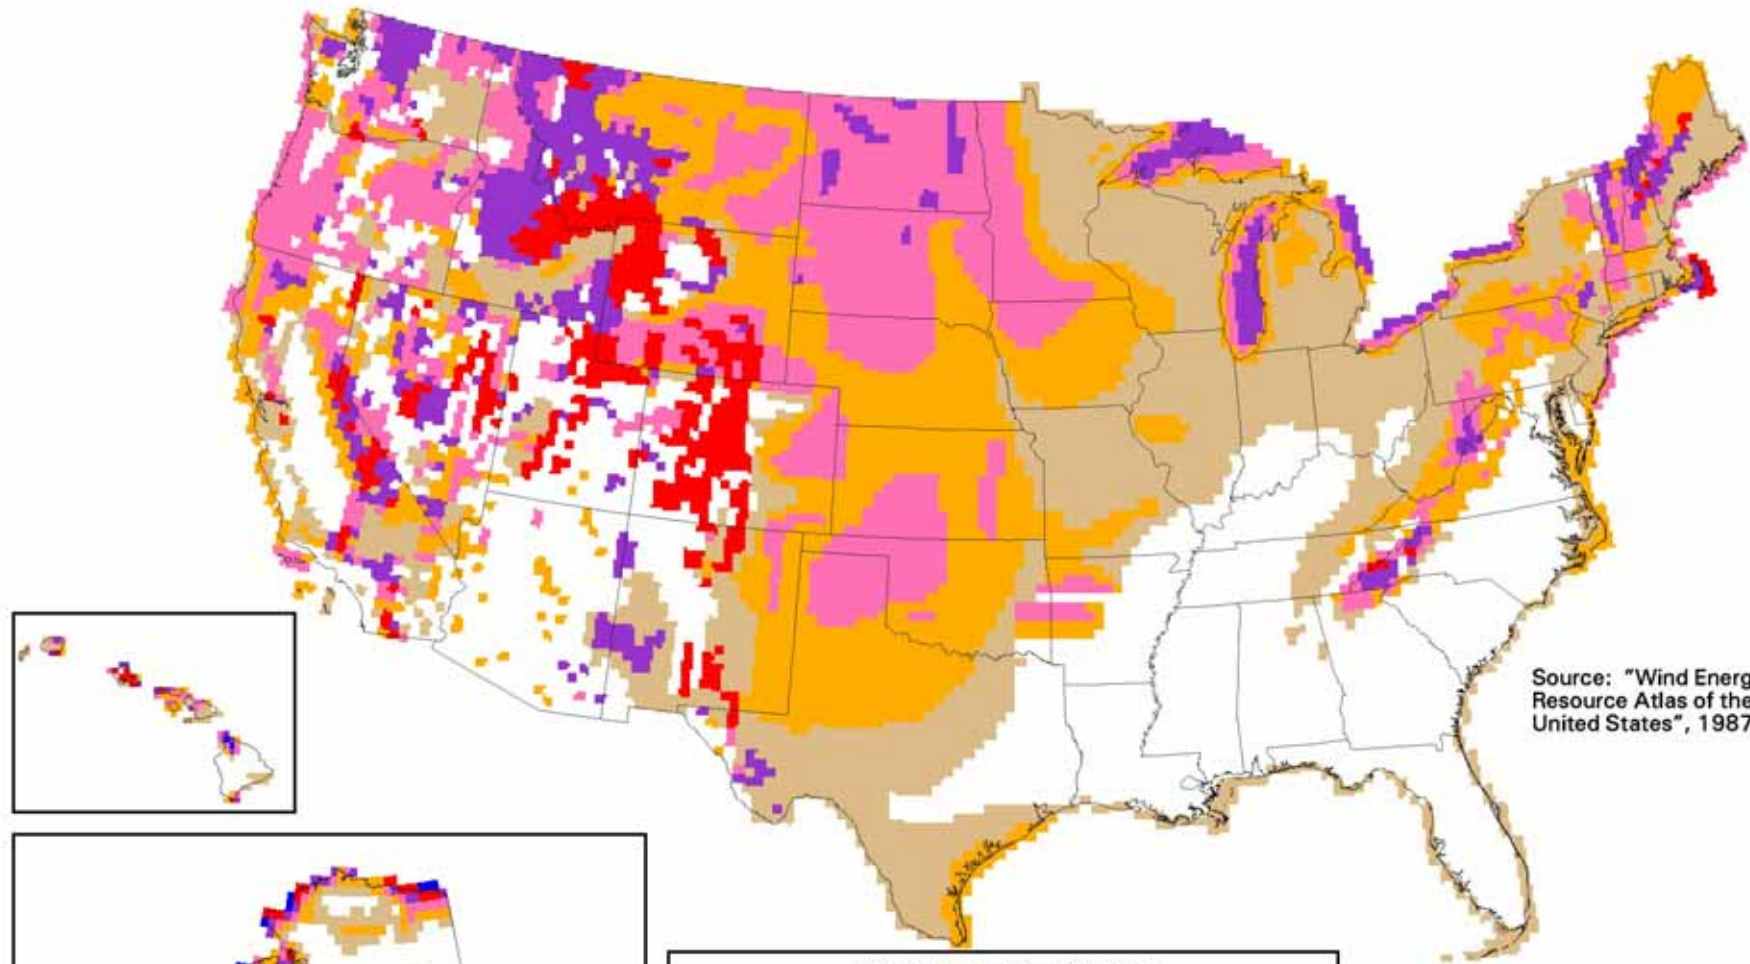 Source: "Wind Energ
Resource Atlas of the
United States", 1987